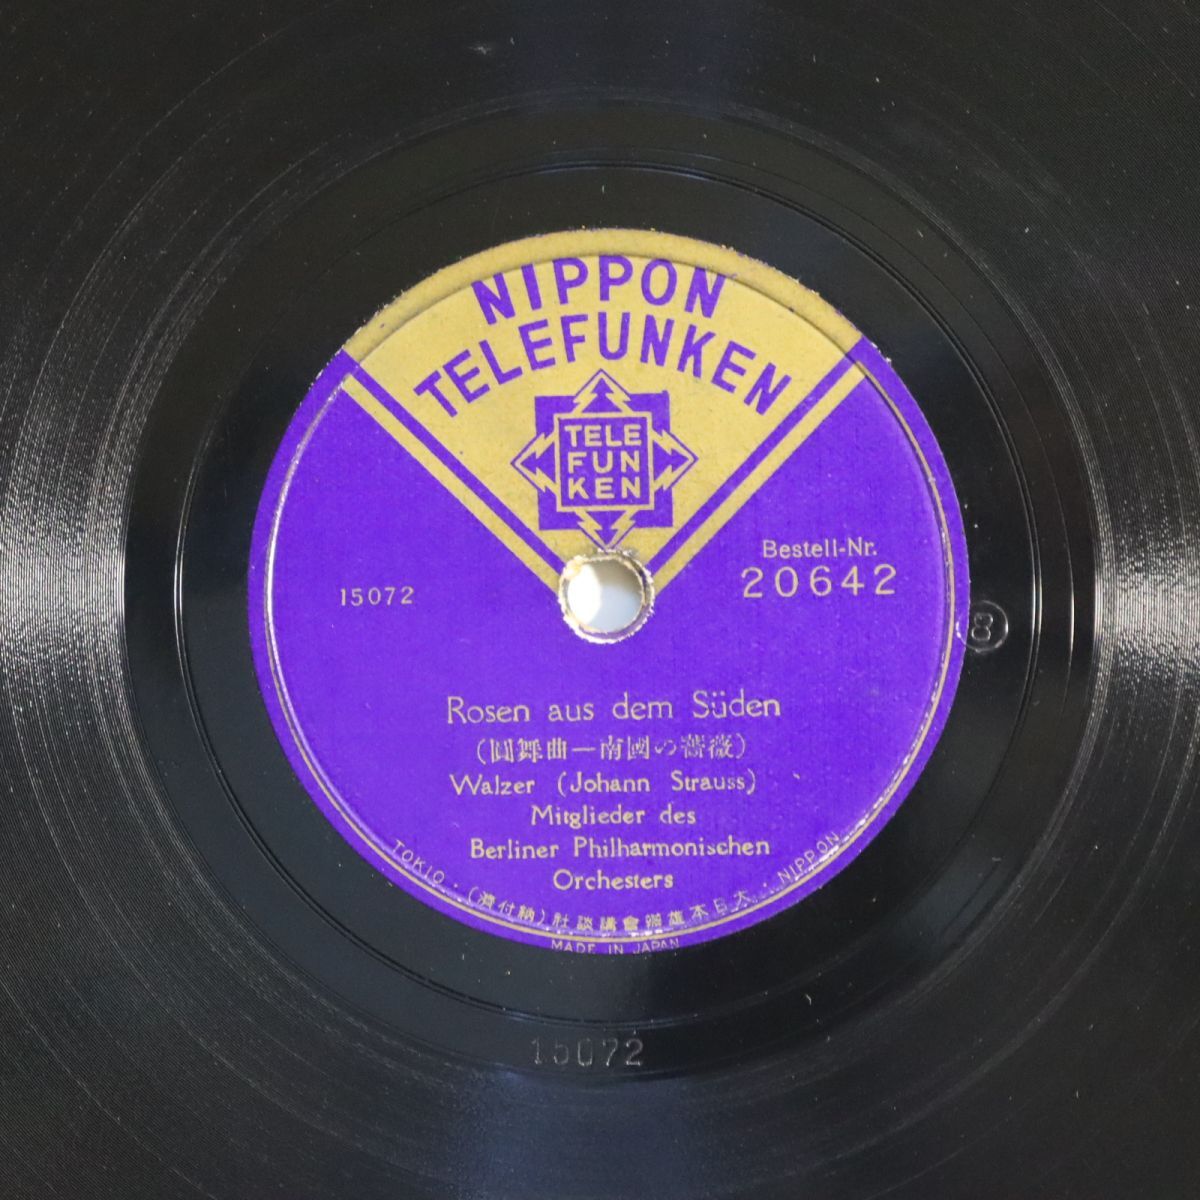 NIPPON
TELEFUNKEN
TELE
FUN
KEN
15072
Bestell-Nr.
20642
8
Rosen aus dem Süden
(圓舞曲—南國の薔薇)
Walzer (Johann Strauss)
Mitglieder des
Berliner Philharmonischen
Orchesters
TOKIO・(濟付納)社談講會辯雄本日大・NIPPON
MADE IN JAPAN
15072